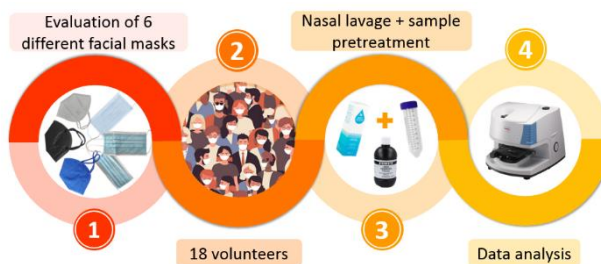 Evaluation of 6
different facial masks
2
Nasal lavage + sample
pretreatment
4
1
18 volunteers
3
Data analysis